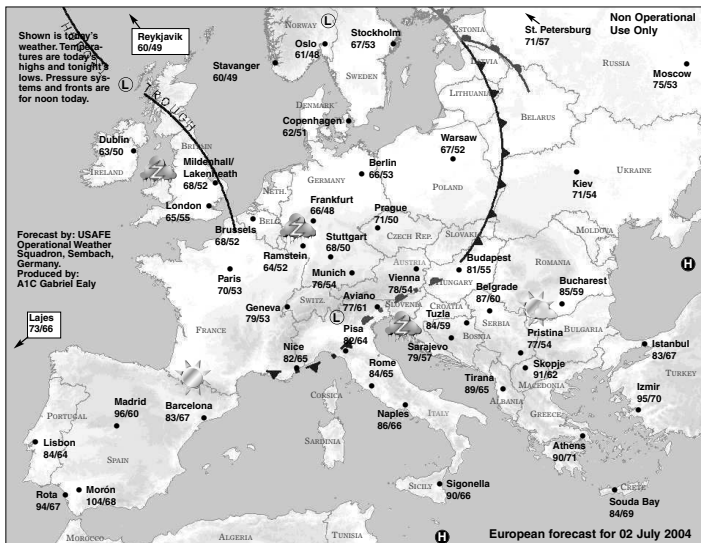 Shown is today's
weather. Tempera-
tures are today's
highs and tonight's
lows. Pressure sys-
tems and fronts are
for noon today.
Reykjavik
60/49
L
NORWAY
L
Oslo
61/48
Stockholm
67/53
ESTONIA
St. Petersburg
71/57
Non Operational
Use Only
Stavanger
60/49
SWEDEN
LATVIA
RUSSIA
Moscow
75/53
L
TROUGH
LITHUANIA
DENMARK
Copenhagen
62/51
BELARUS
Dublin
63/50
IRELAND
BRITAIN
Mildenhall/
Lakenheath
68/52
London
65/55
NETH.
GERMANY
Berlin
66/53
Warsaw
67/52
POLAND
UKRAINE
Kiev
71/54
Frankfurt
66/48
BELG.
Brussels
68/52
Prague
71/50
CZECH REP.
SLOVAKIA
MOLDOVA
Forecast by: USAFE
Operational Weather
Squadron, Sembach,
Germany.
Produced by:
A1C Gabriel Ealy
Ramstein
64/52
Stuttgart
68/50
Paris
70/53
Munich
76/54
AUSTRIA
Vienna
78/54
Budapest
81/55
HUNGARY
ROMANIA
H
Lajes
73/66
Geneva
79/53
SWITZ.
Aviano
77/61
SLOVENIA
CROATIA
Belgrade
87/60
Bucharest
85/59
FRANCE
L
Pisa
82/64
Tuzla
84/59
BOSNIA
SERBIA
Sarajevo
79/57
Pristina
77/54
BULGARIA
Nice
82/65
Rome
84/65
Skopje
91/62
MACEDONIA
Istanbul
83/67
TURKEY
PORTUGAL
Madrid
96/60
Barcelona
83/67
CORSICA
Naples
86/66
ITALY
Tirana
89/65
ALBANIA
GREECE
Izmir
95/70
Lisbon
84/64
SPAIN
SARDINIA
Athens
90/71
Rota
94/67
Morón
104/68
SICILY
Sigonella
90/66
CRETE
Souda Bay
84/69
MOROCCO
ALGERIA
TUNISIA
H
European forecast for 02 July 2004